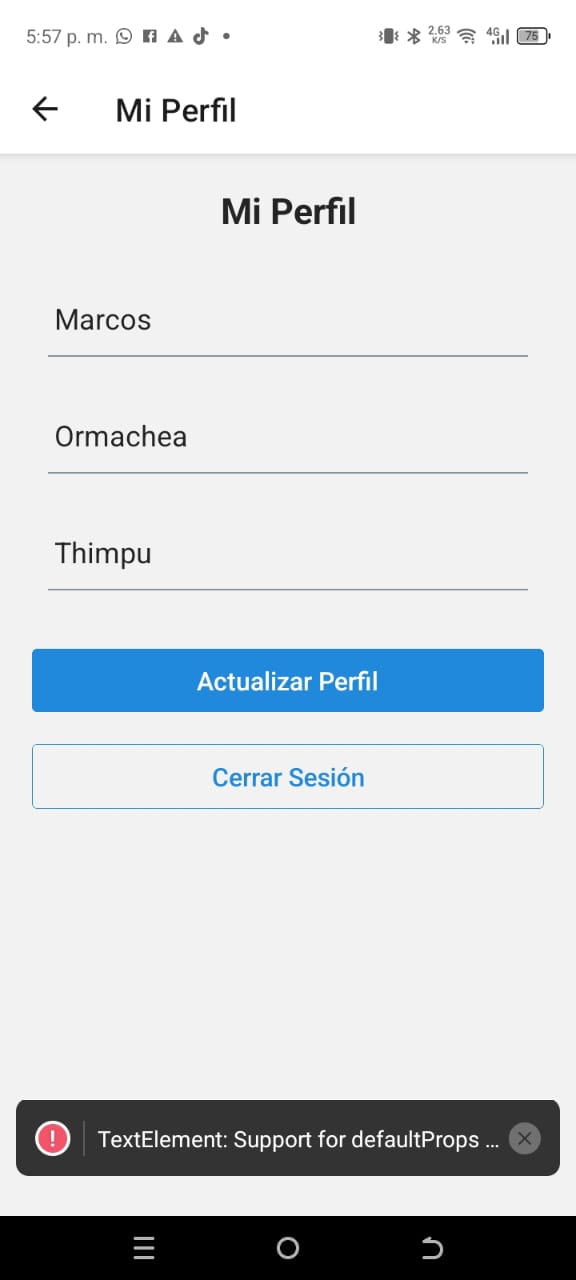 5:57 p. m.
2.63
K/S
4G
75
Mi Perfil
Mi Perfil
Marcos
Ormachea
Thimpu
Actualizar Perfil
Cerrar Sesión
TextElement: Support for defaultProps ...